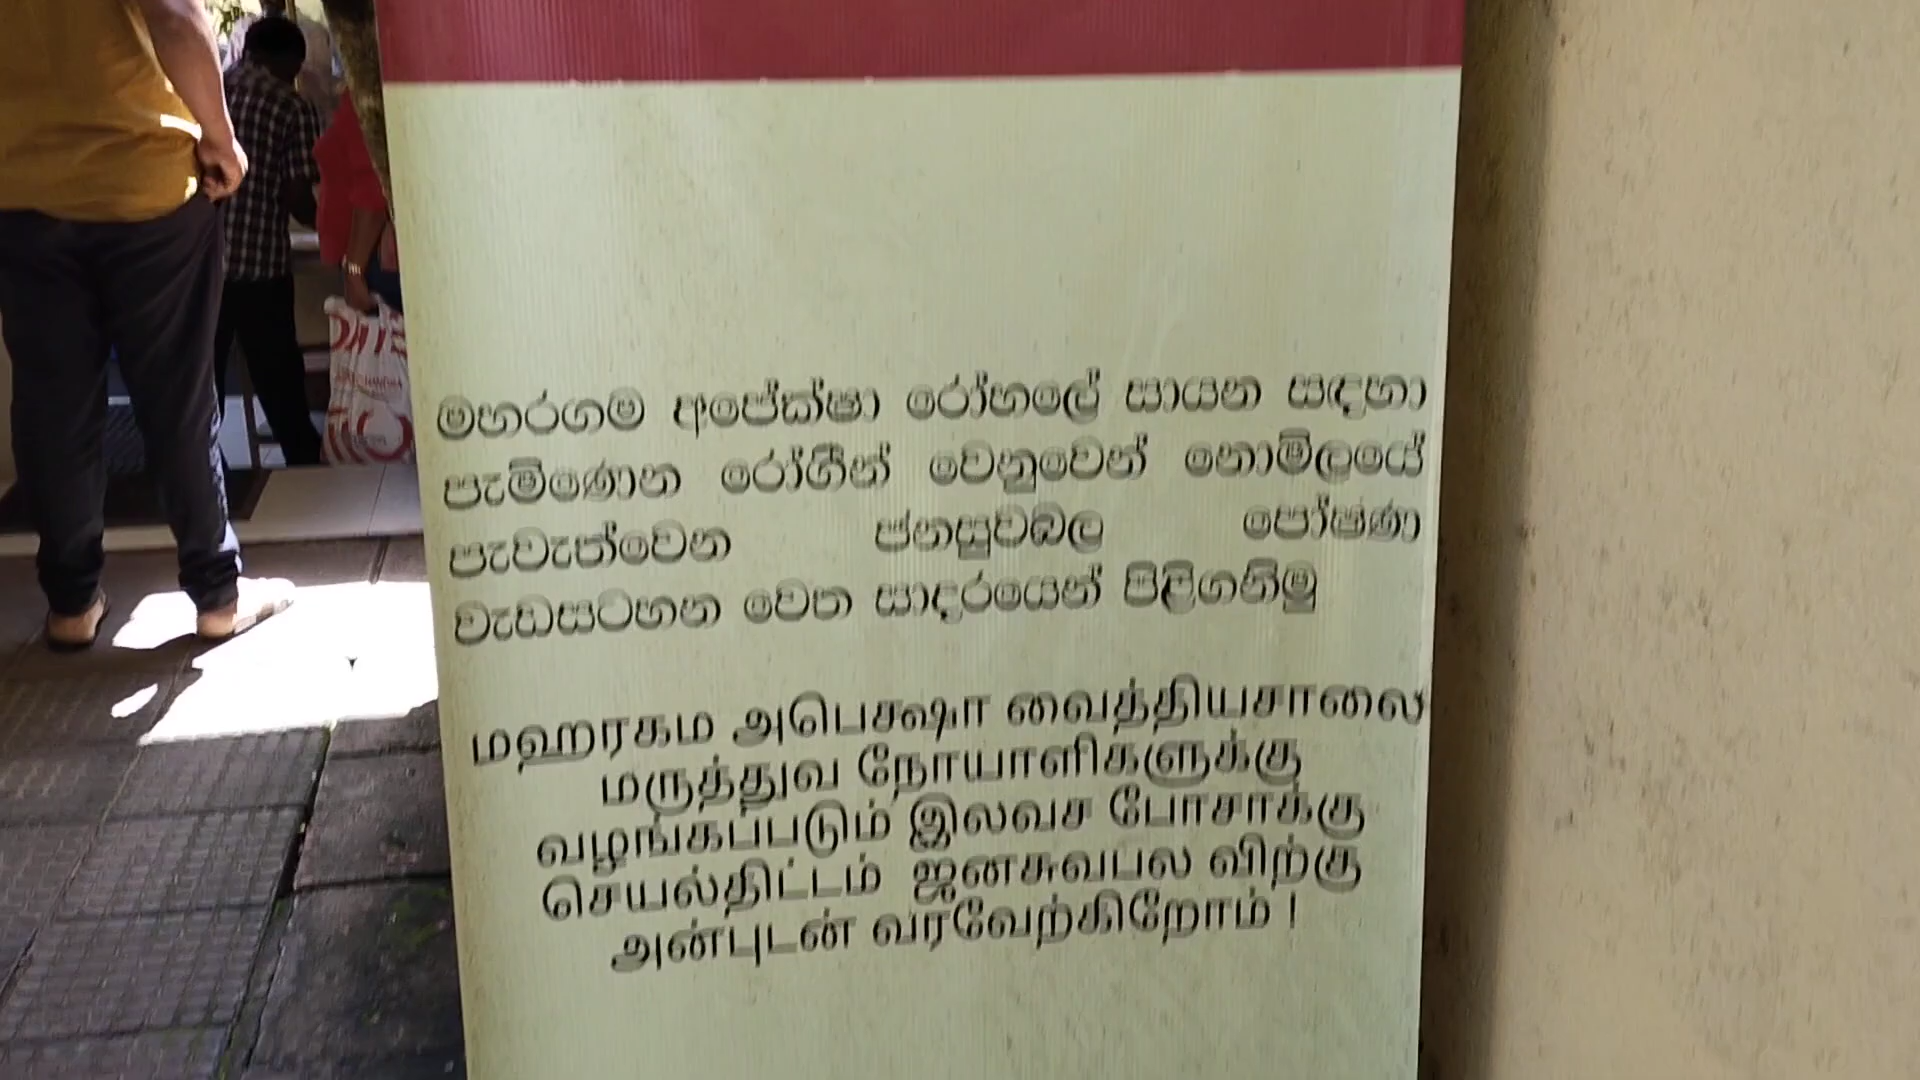 මහරගම අපේක්ෂා රෝහලේ සායන සඳහා
පැමිණෙන රෝගීන් වෙනුවෙන් නොමිලයේ
පැවැත්වෙන ජනසුවබල පෝෂණ
වැඩසටහන වෙත සාදරයෙන් පිළිගනිමු
மஹரகம அபெக்ஷா வைத்தியசாலை
மருத்துவ நோயாளிகளுக்கு
வழங்கப்படும் இலவச போசாக்கு
செயல்திட்டம் ஜனசுவபல விற்கு
அன்புடன் வரவேற்கிறோம் !